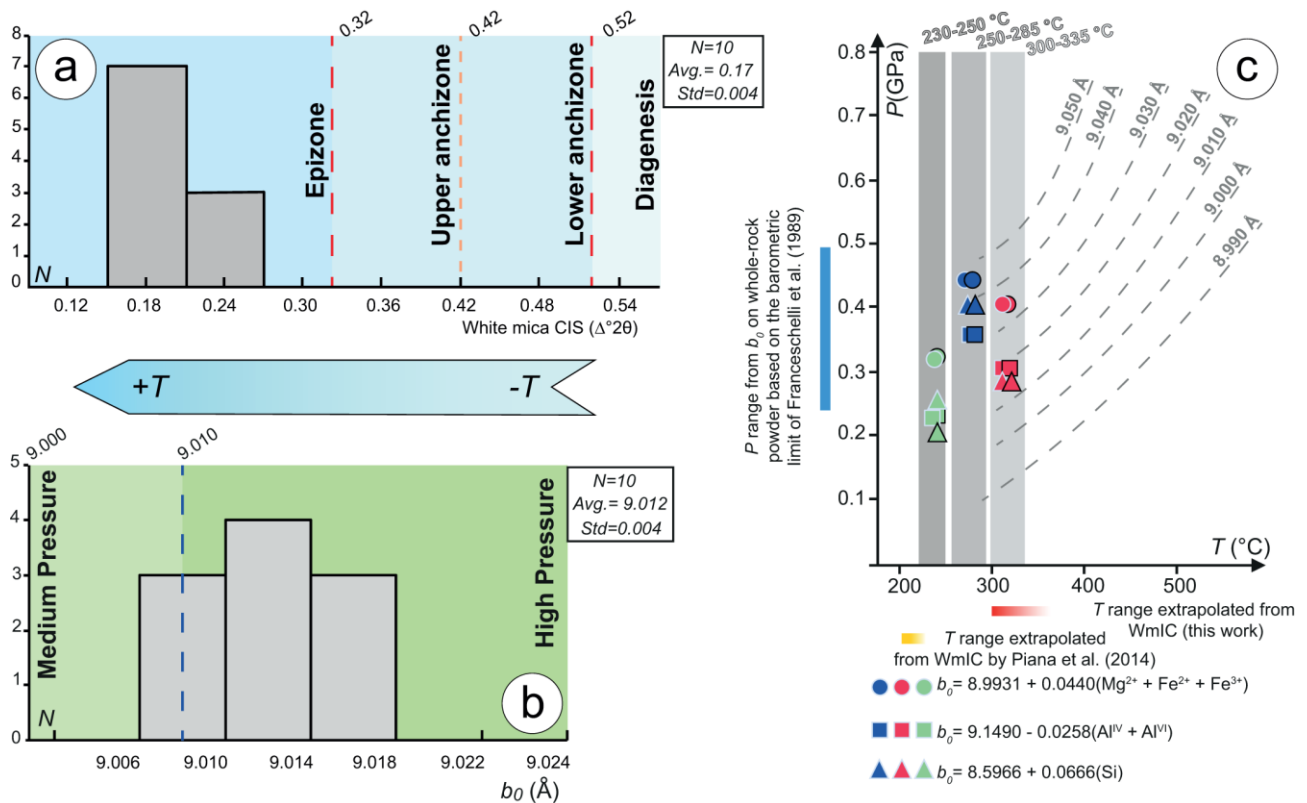 a
0.32
0.42
0.52
8
7
6
5
4
3
2
1
0
N
Epizone
Upper anchizone
Lower anchizone
Diagenesis
N=10
Avg.= 0.17
Std=0.004
0.12
0.18
0.24
0.30
0.36
0.42
0.48
0.54
White mica CIS (Δ°2θ)
+T
-T
9.000
9.010
5
4
3
2
1
0
N
Medium Pressure
High Pressure
N=10
Avg.= 9.012
Std=0.004
b
9.006
9.010
9.014
9.018
9.022
9.024
b0 (Å)
c
230-250 °C
250-285 °C
300-335 °C
P(GPa)
0.8
0.7
0.6
0.5
0.4
0.3
0.2
0.1
9.050 Å
9.040 Å
9.030 Å
9.020 Å
9.010 Å
9.000 Å
8.990 Å
P range from b0 on whole-rock
powder based on the barometric
limit of Franceschelli et al. (1989)
T (°C)
200
300
400
500
T range extrapolated from
WmIC (this work)
T range extrapolated
from WmIC by Piana et al. (2014)
b0= 8.9931 + 0.0440(Mg2+ + Fe2+ + Fe3+)
b0= 9.1490 - 0.0258(AlIV + AlVI)
b0= 8.5966 + 0.0666(Si)